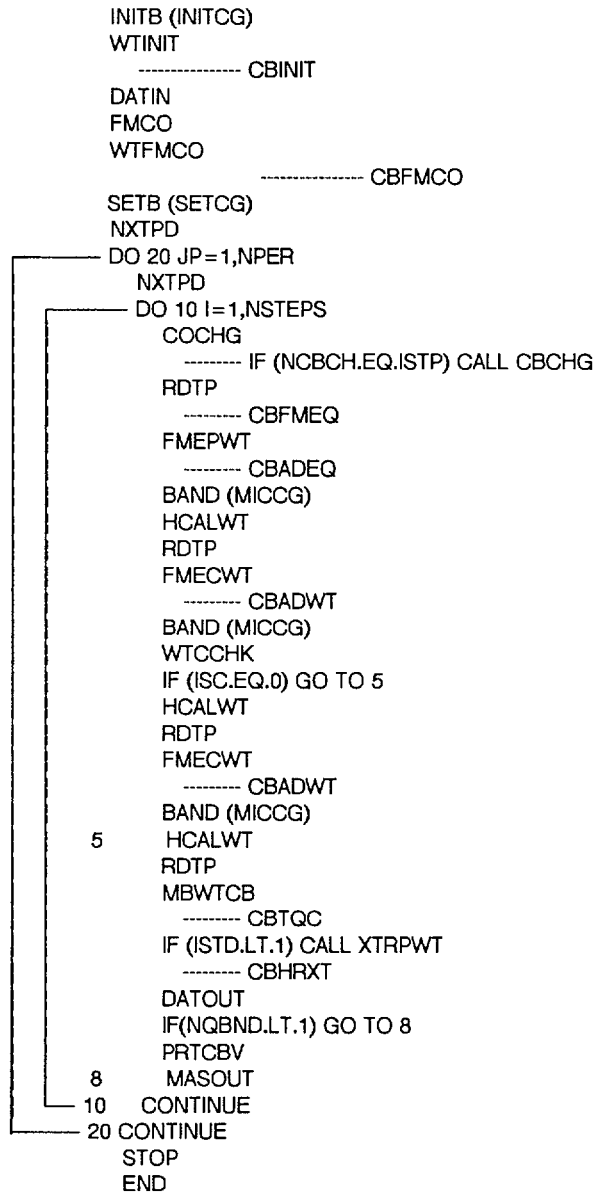 INITB (INITCG)
WTINIT
---------------- CBINIT
DATIN
FMCO
WTFMCO
---------------- CBFMCO
SETB (SETCG)
NXTPD
DO 20 JP=1,NPER
NXTPD
DO 10 I=1,NSTEPS
COCHG
--------- IF (NCBCH.EQ.ISTP) CALL CBCHG
RDTP
--------- CBFMEQ
FMEPWT
--------- CBADEQ
BAND (MICCG)
HCALWT
RDTP
FMECWT
--------- CBADWT
BAND (MICCG)
WTCCHK
IF (ISC.EQ.0) GO TO 5
HCALWT
RDTP
FMECWT
--------- CBADWT
BAND (MICCG)
5 HCALWT
RDTP
MBWTCB
--------- CBTQC
IF (ISTD.LT.1) CALL XTRPWT
--------- CBHRXT
DATOUT
IF(NQBND.LT.1) GO TO 8
PRTCBV
8 MASOUT
10 CONTINUE
20 CONTINUE
STOP
END